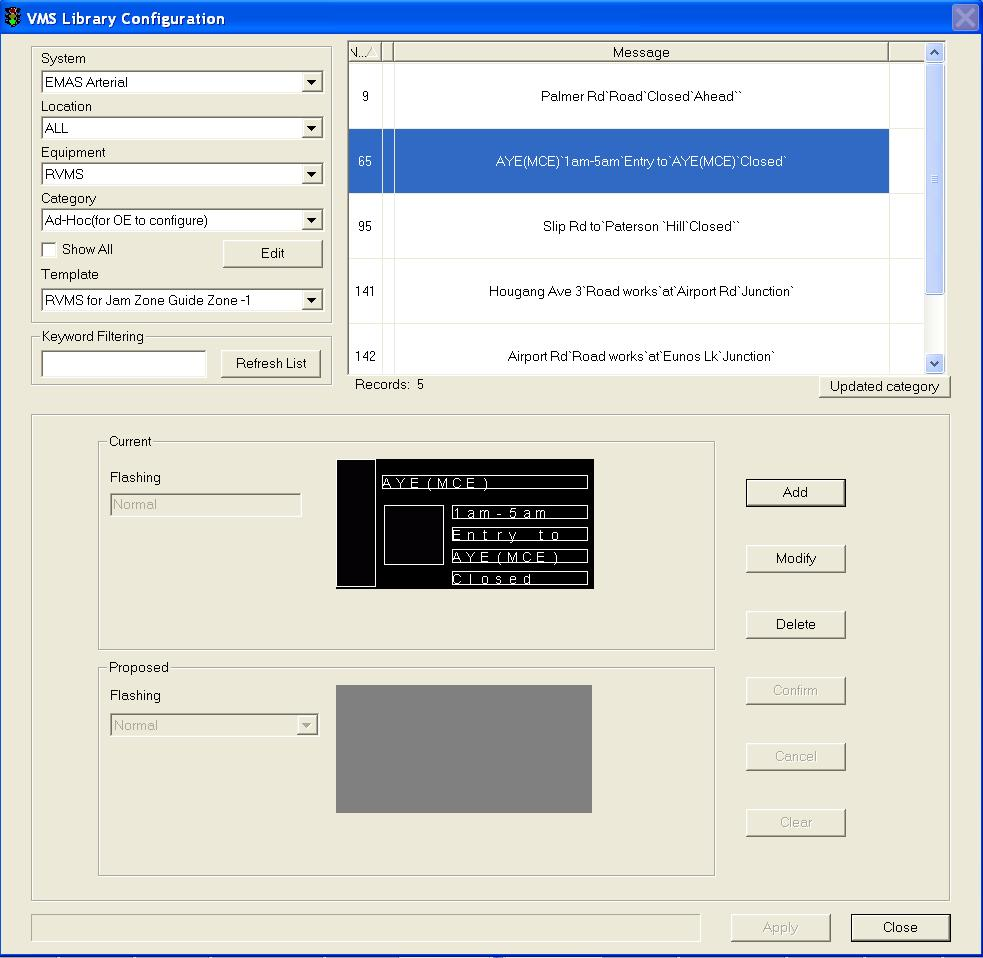 VMS Library Configuration
System
EMAS Arterial
Location
ALL
Equipment
RVMS
Category
Ad-Hoc(for OE to configure)
Show All
Edit
Template
RVMS for Jam Zone Guide Zone -1
Keyword Filtering
Refresh List
N... Message
9 Palmer Rd`Road`Closed`Ahead``
65 AYE(MCE)`1am-5am`Entry to`AYE(MCE)`Closed`
95 Slip Rd to`Paterson `Hill`Closed``
141 Hougang Ave 3`Road works`at`Airport Rd`Junction`
142 Airport Rd`Road works`at`Eunos Lk`Junction`
Records: 5
Updated category
Current
Flashing
Normal
AYE(MCE)
1am-5am
Entry to
AYE(MCE)
Closed
Add
Modify
Delete
Proposed
Flashing
Normal
Confirm
Cancel
Clear
Apply
Close